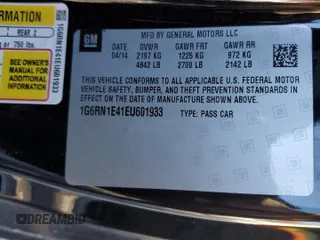 INFORMATION
REAR 2
or 750 lbs.
SEE OWNER'S
MANUAL FOR
ADDITIONAL
INFORMATION
1G6RN1E41EU601933
GM
MFD BY GENERAL MOTORS LLC
DATE GVWR GAWR FRT GAWR RR
04/14 2197 KG 1225 KG 972 KG
4842 LB 2700 LB 2142 LB
THIS VEHICLE CONFORMS TO ALL APPLICABLE U.S. FEDERAL MOTOR
VEHICLE SAFETY, BUMPER, AND THEFT PREVENTION STANDARDS IN
EFFECT ON THE DATE OF MANUFACTURE SHOWN ABOVE.
1G6RN1E41EU601933 TYPE: PASS CAR
DREAMBID